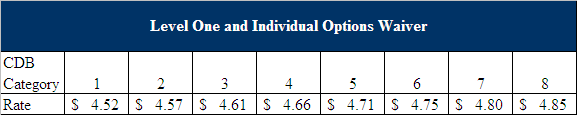 Level One and Individual Options Waiver
CDB
Category 1 2 3 4 5 6 7 8
Rate $ 4.52 $ 4.57 $ 4.61 $ 4.66 $ 4.71 $ 4.75 $ 4.80 $ 4.85